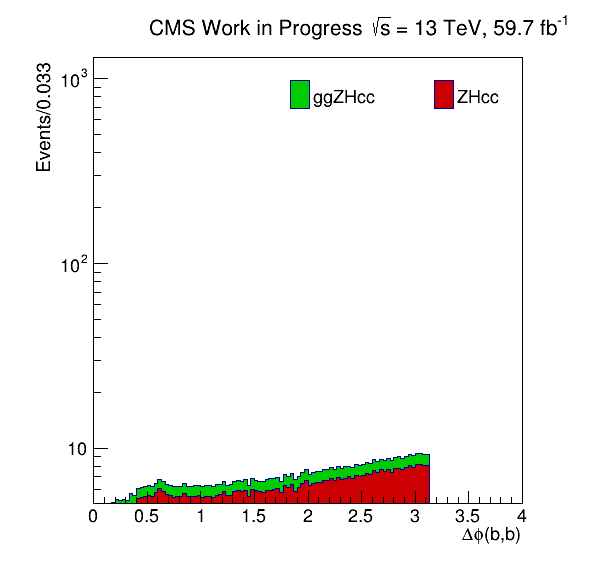 CMS Work in Progress √s = 13 TeV, 59.7 fb⁻¹
Events/0.033
10³
10²
10
ggZHcc
ZHcc
0 0.5 1 1.5 2 2.5 3 3.5 4
Δϕ(b,b)